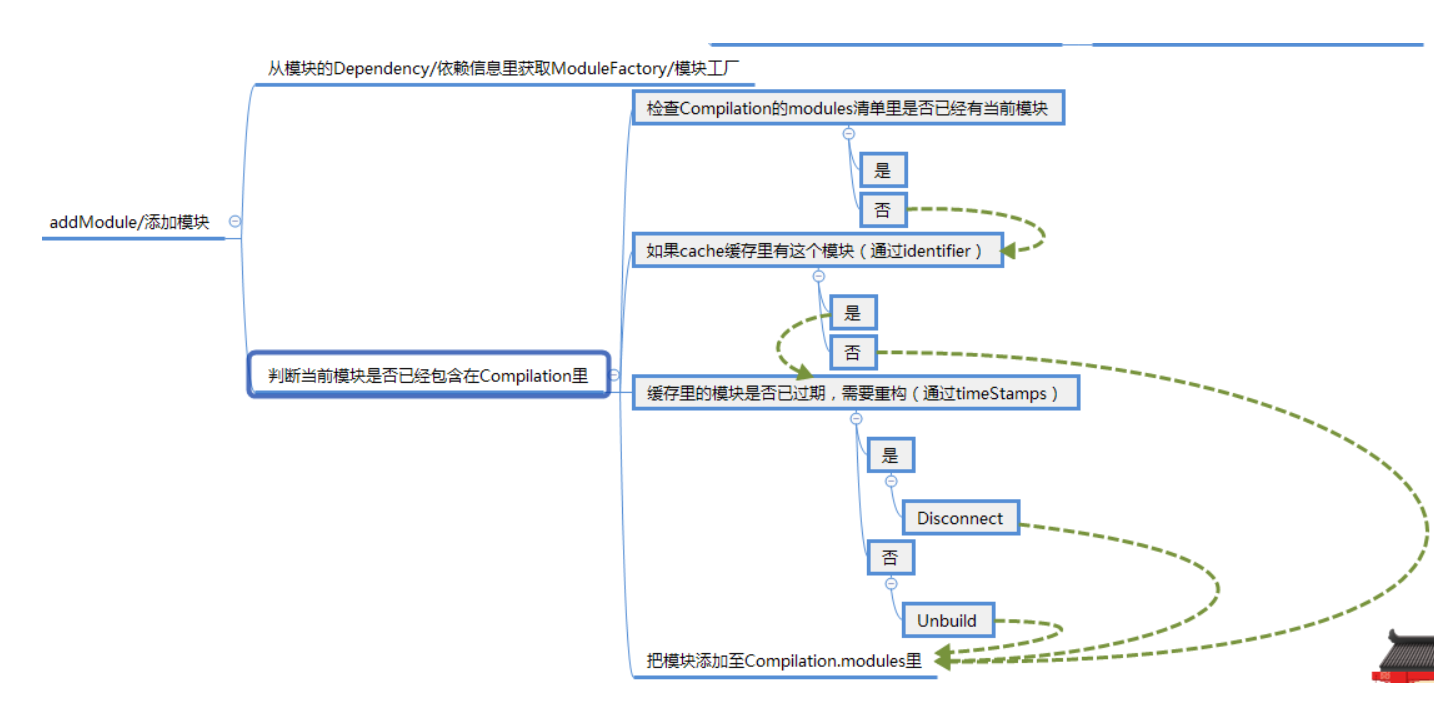 从模块的Dependency/依赖信息里获取ModuleFactory/模块工厂
检查Compilation的modules清单里是否已经有当前模块
是
否
addModule/添加模块
如果cache缓存里有这个模块（通过identifier）
是
否
判断当前模块是否已经包含在Compilation里
缓存里的模块是否已过期，需要重构（通过timeStamps）
是
Disconnect
否
Unbuild
把模块添加至Compilation.modules里